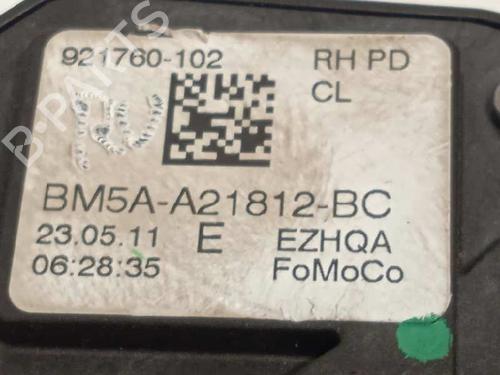 921760-102 RH PD
CL
BM5A-A21812-BC
23.05.11 E EZHQA
06:28:35 FoMoCo
B-PARTS